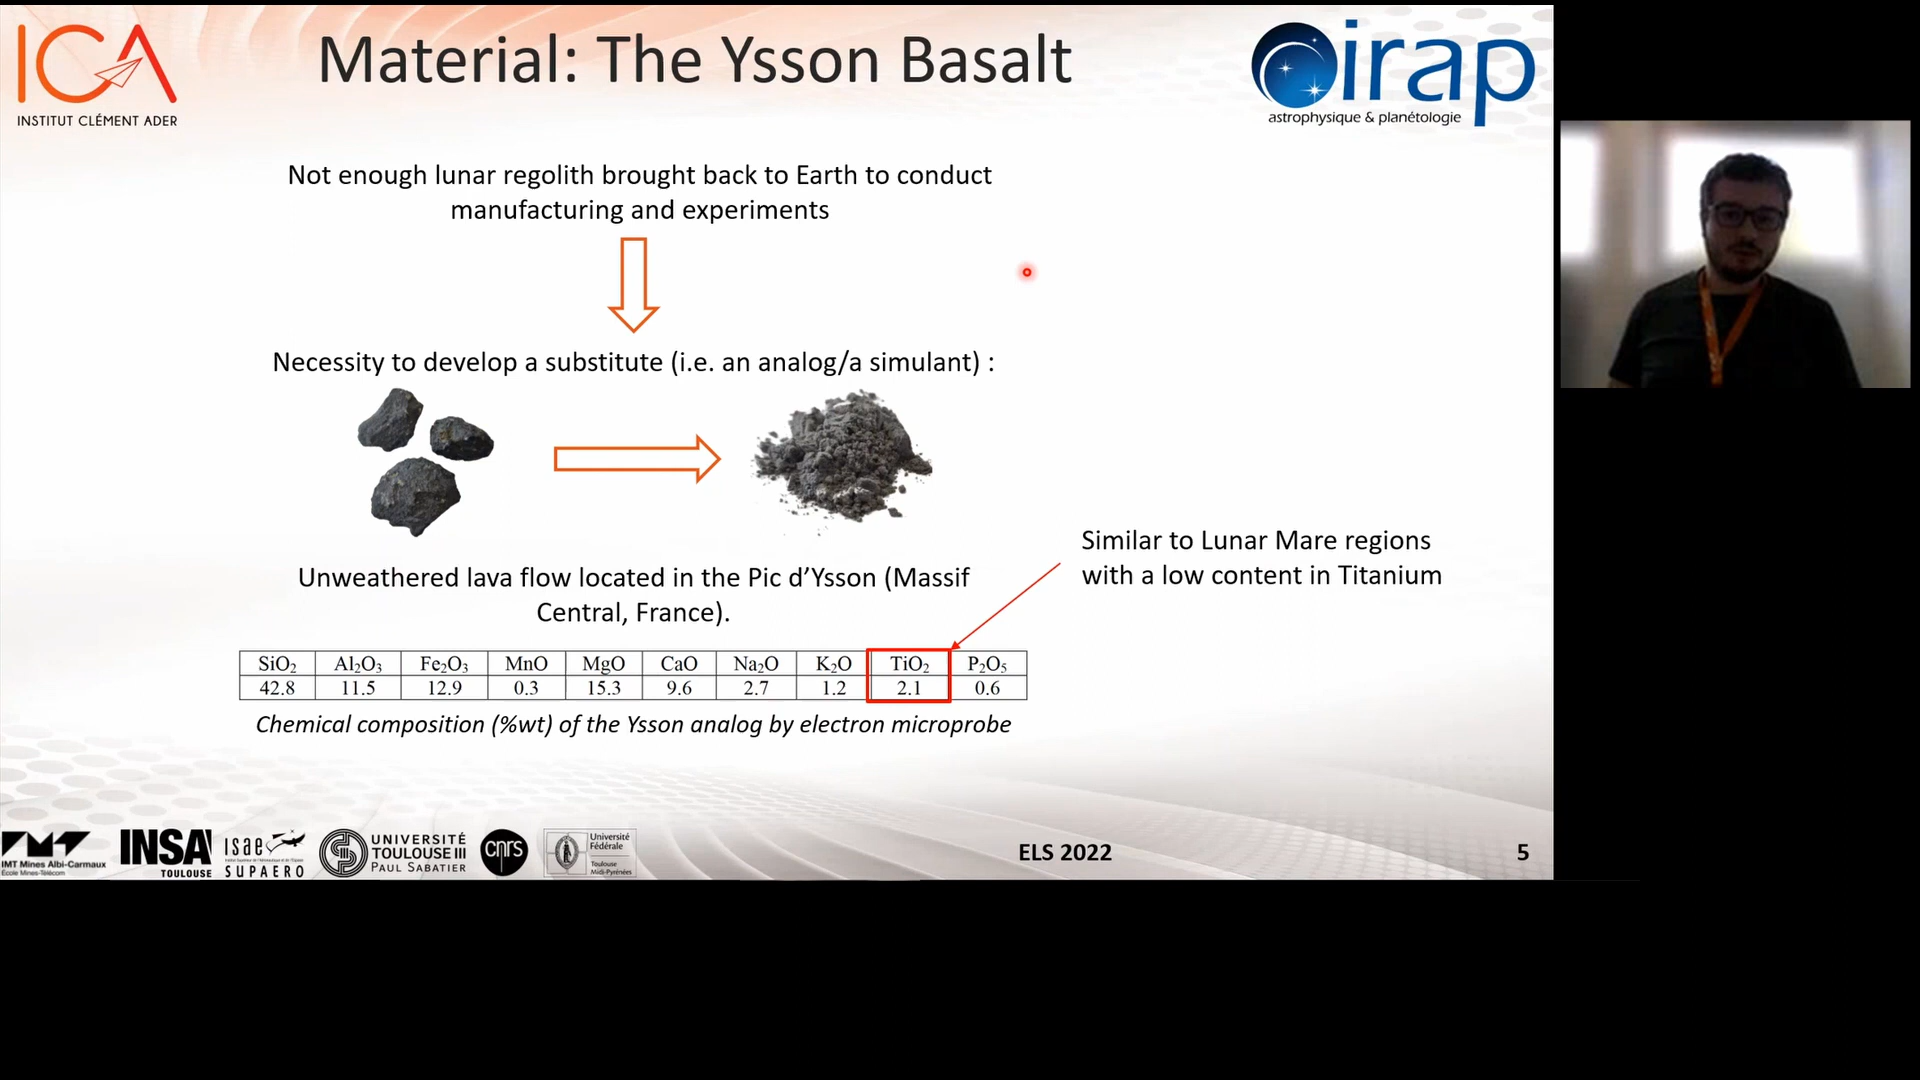 ICA
INSTITUT CLÉMENT ADER
Material: The Ysson Basalt
irap
astrophysique & planétologie
Not enough lunar regolith brought back to Earth to conduct
manufacturing and experiments
Necessity to develop a substitute (i.e. an analog/a simulant) :
Similar to Lunar Mare regions
with a low content in Titanium
Unweathered lava flow located in the Pic d’Ysson (Massif
Central, France).
SiO₂ Al₂O₃ Fe₂O₃ MnO MgO CaO Na₂O K₂O TiO₂ P₂O₅
42.8 11.5 12.9 0.3 15.3 9.6 2.7 1.2 2.1 0.6
Chemical composition (%wt) of the Ysson analog by electron microprobe
IMT Mines Albi-Carmaux
École Mines-Télécom
INSA
TOULOUSE
isae
SUPAERO
UNIVERSITÉ
TOULOUSE III
PAUL SABATIER
cnrs
Université
Fédérale
Toulouse
Midi-Pyrénées
ELS 2022
5